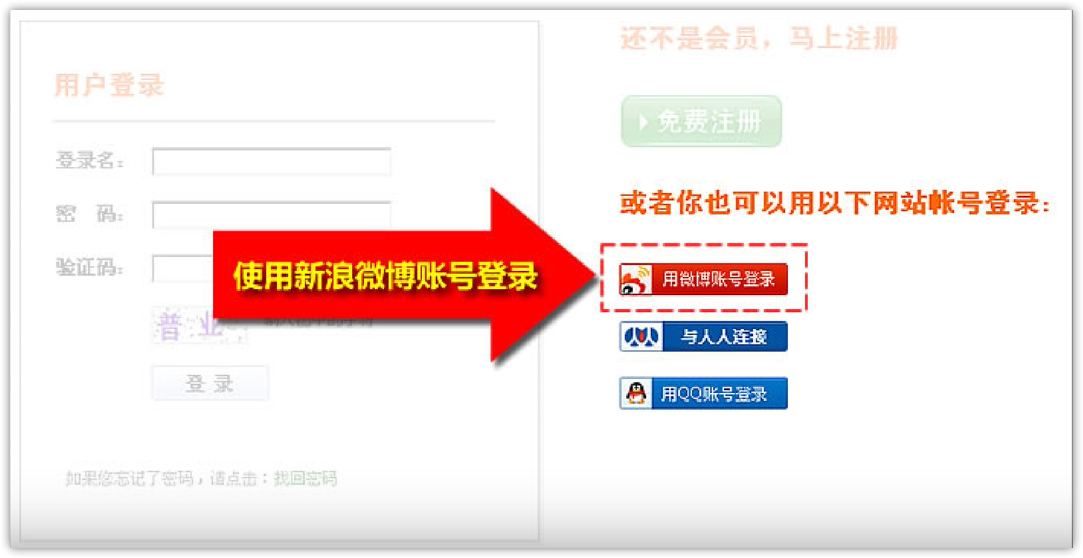 用户登录
登录名：
密 码：
验证码：
普 业
登 录
如果您忘记了密码，请点击：找回密码
使用新浪微博账号登录
还不是会员，马上注册
免费注册
或者你也可以用以下网站帐号登录：
用微博账号登录
与人人连接
用QQ账号登录